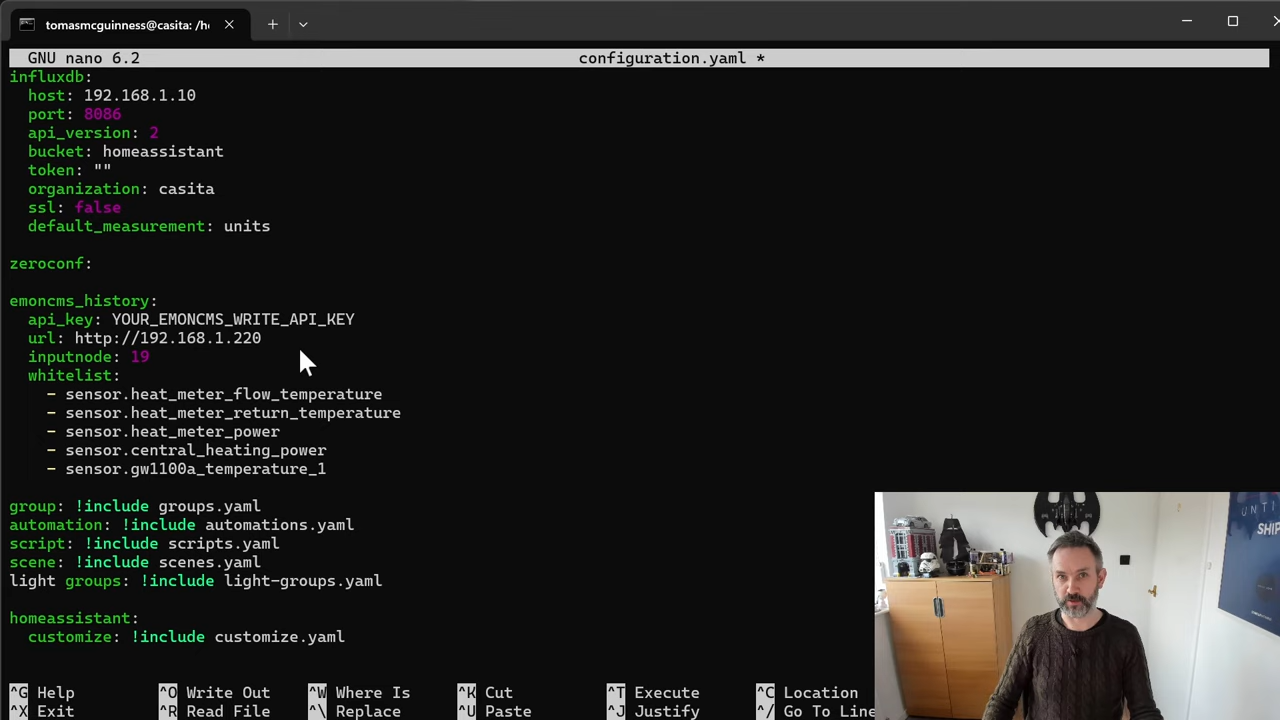 tomasmcguinness@casita: /h
GNU nano 6.2 configuration.yaml *
influxdb:
host: 192.168.1.10
port: 8086
api_version: 2
bucket: homeassistant
token: ""
organization: casita
ssl: false
default_measurement: units
zeroconf:
emoncms_history:
api_key: YOUR_EMONCMS_WRITE_API_KEY
url: http://192.168.1.220
inputnode: 19
whitelist:
- sensor.heat_meter_flow_temperature
- sensor.heat_meter_return_temperature
- sensor.heat_meter_power
- sensor.central_heating_power
- sensor.gw1100a_temperature_1
group: !include groups.yaml
automation: !include automations.yaml
script: !include scripts.yaml
scene: !include scenes.yaml
light groups: !include light-groups.yaml
homeassistant:
customize: !include customize.yaml
UNTI
SHIP
^G Help ^O Write Out ^W Where Is ^K Cut ^T Execute ^C Location
^X Exit ^R Read File ^\ Replace ^U Paste ^J Justify ^/ Go To Line